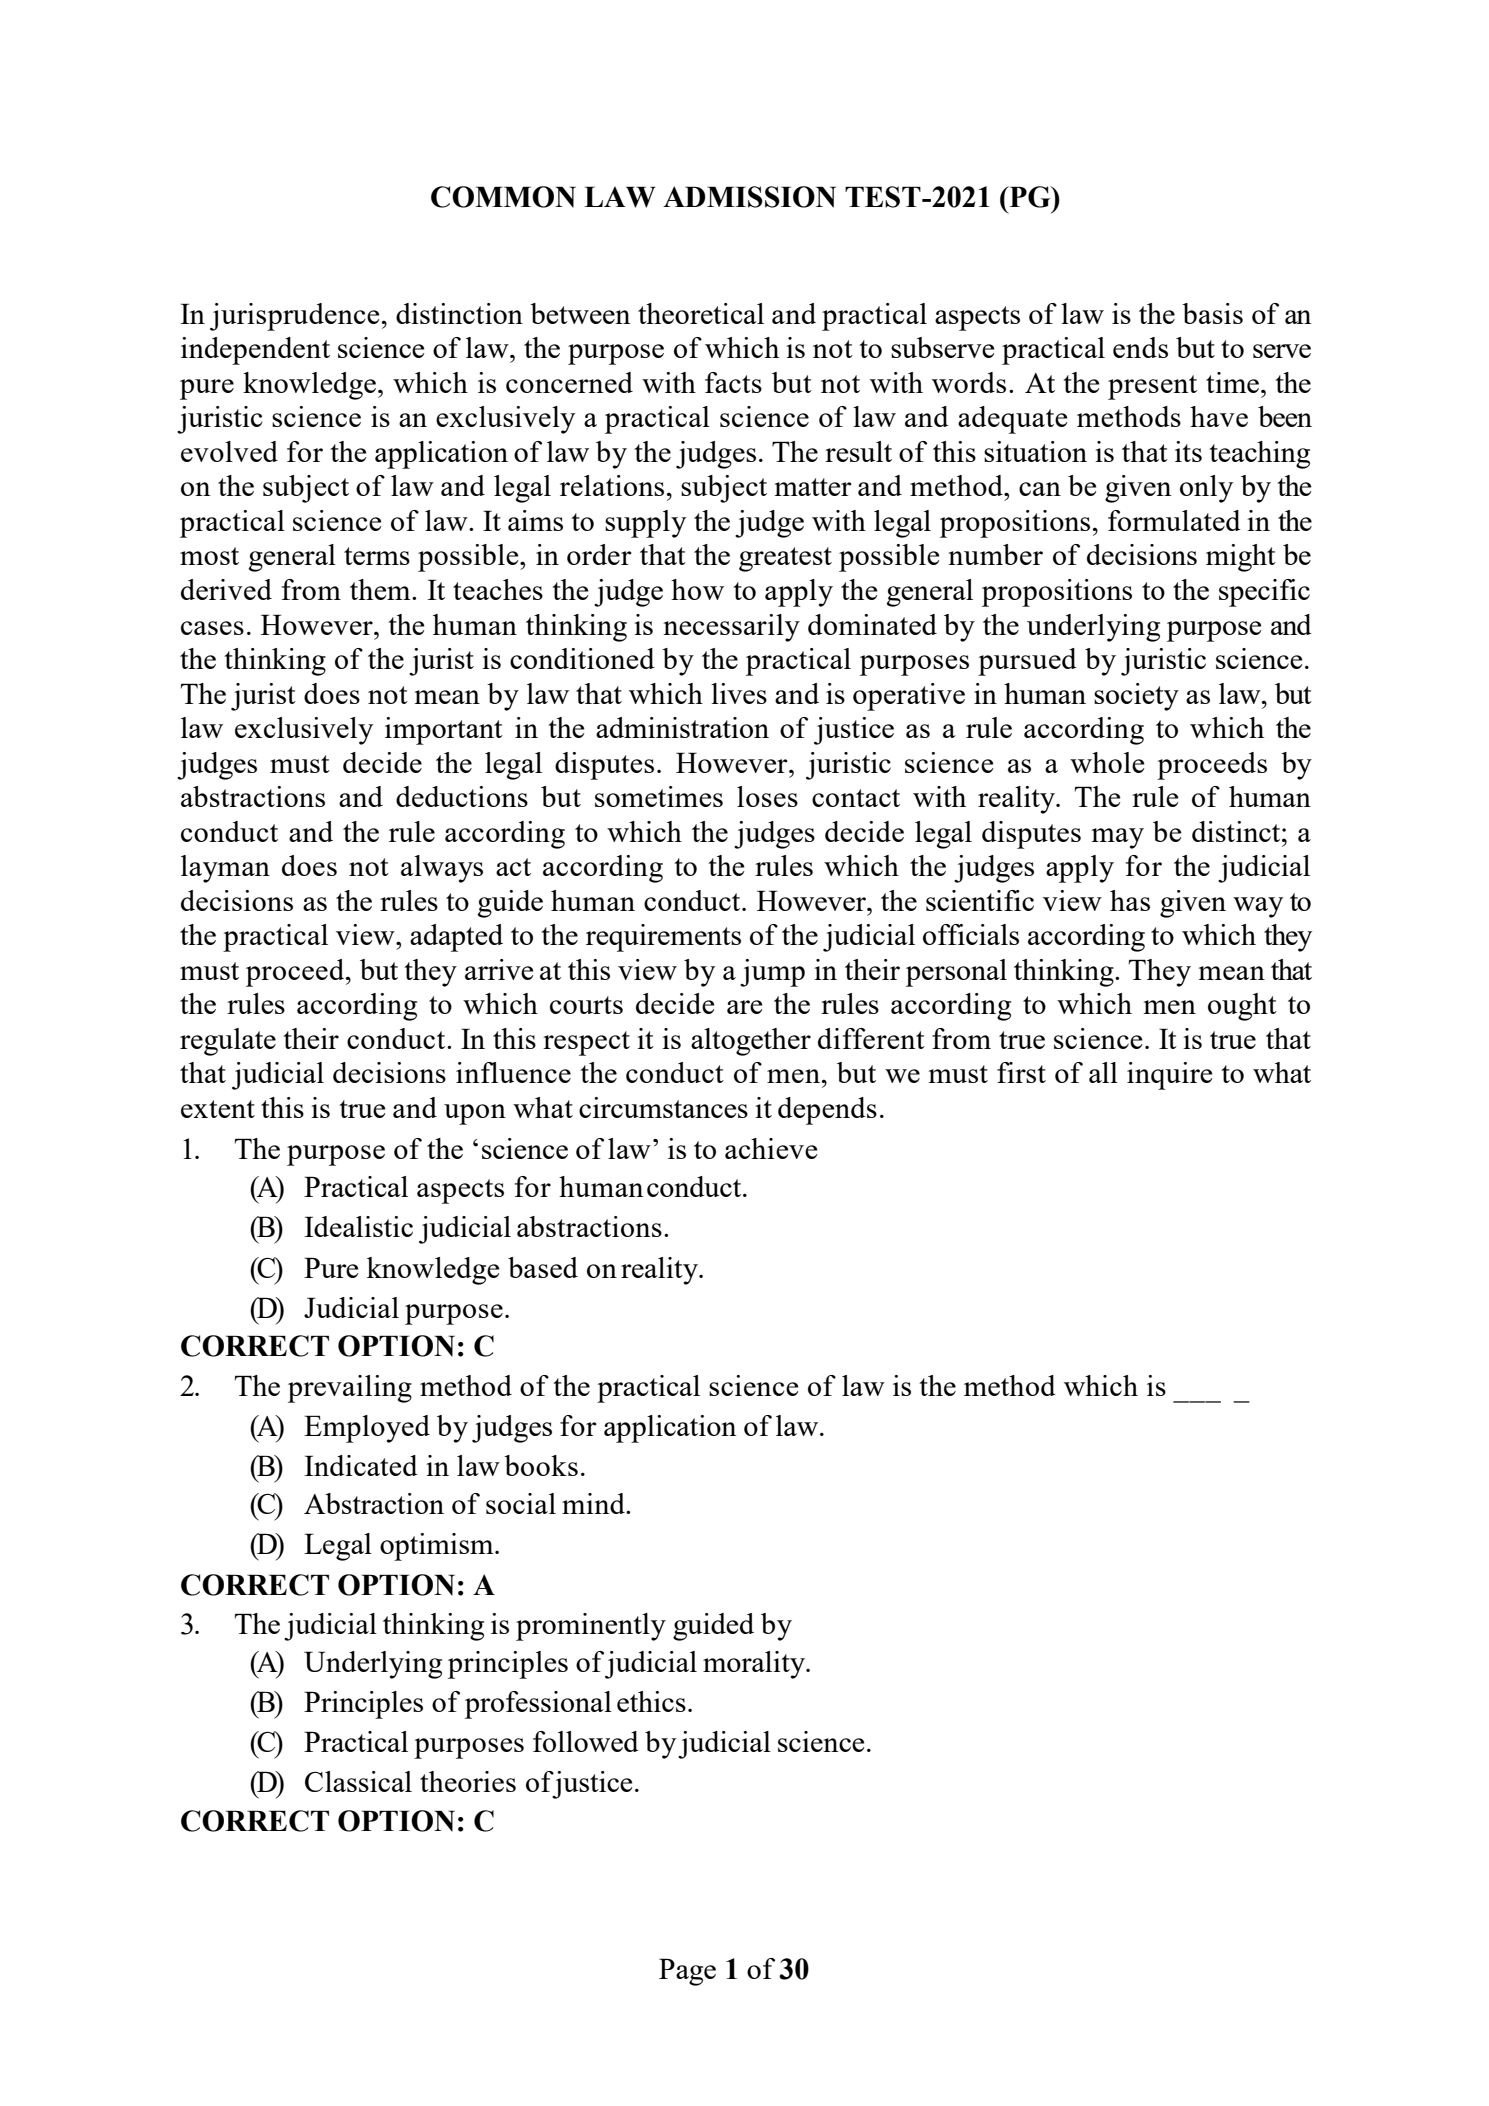 COMMON LAW ADMISSION TEST-2021 (PG)
In jurisprudence, distinction between theoretical and practical aspects of law is the basis of an
independent science of law, the purpose of which is not to subserve practical ends but to serve
pure knowledge, which is concerned with facts but not with words. At the present time, the
juristic science is an exclusively a practical science of law and adequate methods have been
evolved for the application of law by the judges. The result of this situation is that its teaching
on the subject of law and legal relations, subject matter and method, can be given only by the
practical science of law. It aims to supply the judge with legal propositions, formulated in the
most general terms possible, in order that the greatest possible number of decisions might be
derived from them. It teaches the judge how to apply the general propositions to the specific
cases. However, the human thinking is necessarily dominated by the underlying purpose and
the thinking of the jurist is conditioned by the practical purposes pursued by juristic science.
The jurist does not mean by law that which lives and is operative in human society as law, but
law exclusively important in the administration of justice as a rule according to which the
judges must decide the legal disputes. However, juristic science as a whole proceeds by
abstractions and deductions but sometimes loses contact with reality. The rule of human
conduct and the rule according to which the judges decide legal disputes may be distinct; a
layman does not always act according to the rules which the judges apply for the judicial
decisions as the rules to guide human conduct. However, the scientific view has given way to
the practical view, adapted to the requirements of the judicial officials according to which they
must proceed, but they arrive at this view by a jump in their personal thinking. They mean that
the rules according to which courts decide are the rules according to which men ought to
regulate their conduct. In this respect it is altogether different from true science. It is true that
that judicial decisions influence the conduct of men, but we must first of all inquire to what
extent this is true and upon what circumstances it depends.
1. The purpose of the ‘science of law’ is to achieve
(A) Practical aspects for human conduct.
(B) Idealistic judicial abstractions.
(C) Pure knowledge based on reality.
(D) Judicial purpose.
CORRECT OPTION: C
2. The prevailing method of the practical science of law is the method which is ___ _
(A) Employed by judges for application of law.
(B) Indicated in law books.
(C) Abstraction of social mind.
(D) Legal optimism.
CORRECT OPTION: A
3. The judicial thinking is prominently guided by
(A) Underlying principles of judicial morality.
(B) Principles of professional ethics.
(C) Practical purposes followed by judicial science.
(D) Classical theories of justice.
CORRECT OPTION: C
Page 1 of 30